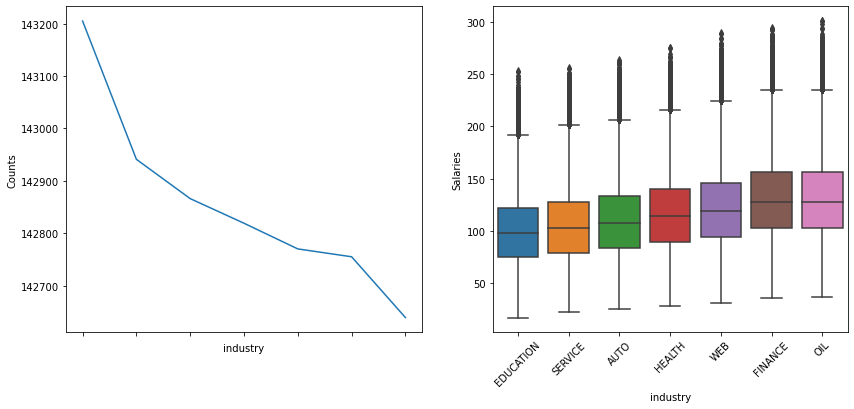 143200
143100
143000
142900
142800
142700
Counts
industry
300
250
200
150
100
50
Salaries
EDUCATION
SERVICE
AUTO
HEALTH
WEB
FINANCE
OIL
industry